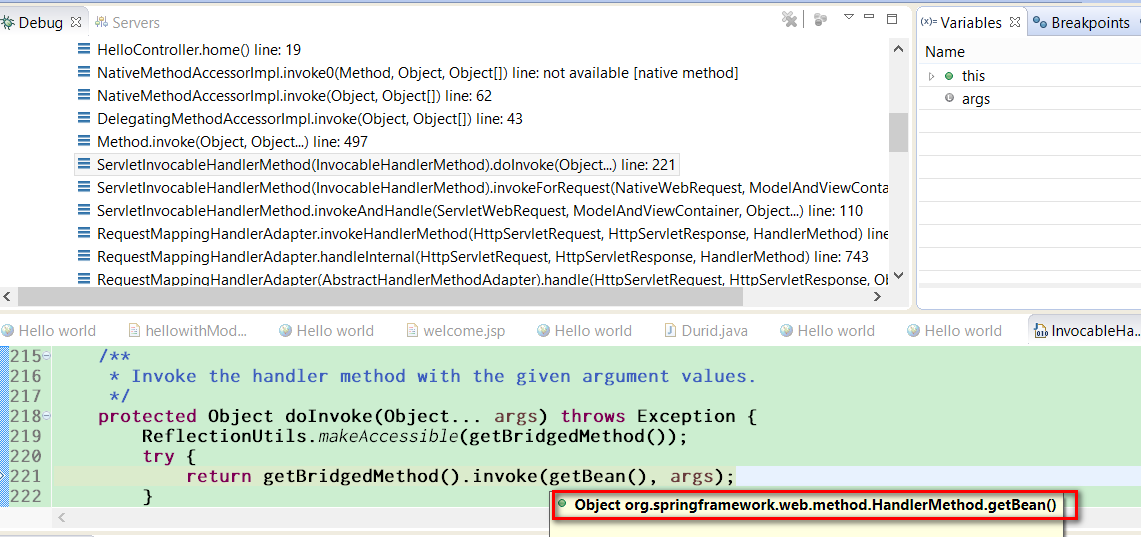 Debug
Servers
HelloController.home() line: 19
NativeMethodAccessorImpl.invoke0(Method, Object, Object[]) line: not available [native method]
NativeMethodAccessorImpl.invoke(Object, Object[]) line: 62
DelegatingMethodAccessorImpl.invoke(Object, Object[]) line: 43
Method.invoke(Object, Object...) line: 497
ServletInvocableHandlerMethod(InvocableHandlerMethod).doInvoke(Object...) line: 221
ServletInvocableHandlerMethod(InvocableHandlerMethod).invokeForRequest(NativeWebRequest, ModelAndViewConta
ServletInvocableHandlerMethod.invokeAndHandle(ServletWebRequest, ModelAndViewContainer, Object...) line: 110
RequestMappingHandlerAdapter.invokeHandlerMethod(HttpServletRequest, HttpServletResponse, HandlerMethod) line
RequestMappingHandlerAdapter.handleInternal(HttpServletRequest, HttpServletResponse, HandlerMethod) line: 743
RequestMappingHandlerAdapter(AbstractHandlerMethodAdapter).handle(HttpServletRequest, HttpServletResponse, Ob
(x)= Variables
Breakpoints
Name
this
args
Hello world
hellowithMod...
Hello world
welcome.jsp
Hello world
Durid.java
Hello world
Hello world
InvocableHa...
215 /**
216 * Invoke the handler method with the given argument values.
217 */
218 protected Object doInvoke(Object... args) throws Exception {
219 ReflectionUtils.makeAccessible(getBridgedMethod());
220 try {
221 return getBridgedMethod().invoke(getBean(), args);
222 }
Object org.springframework.web.method.HandlerMethod.getBean()